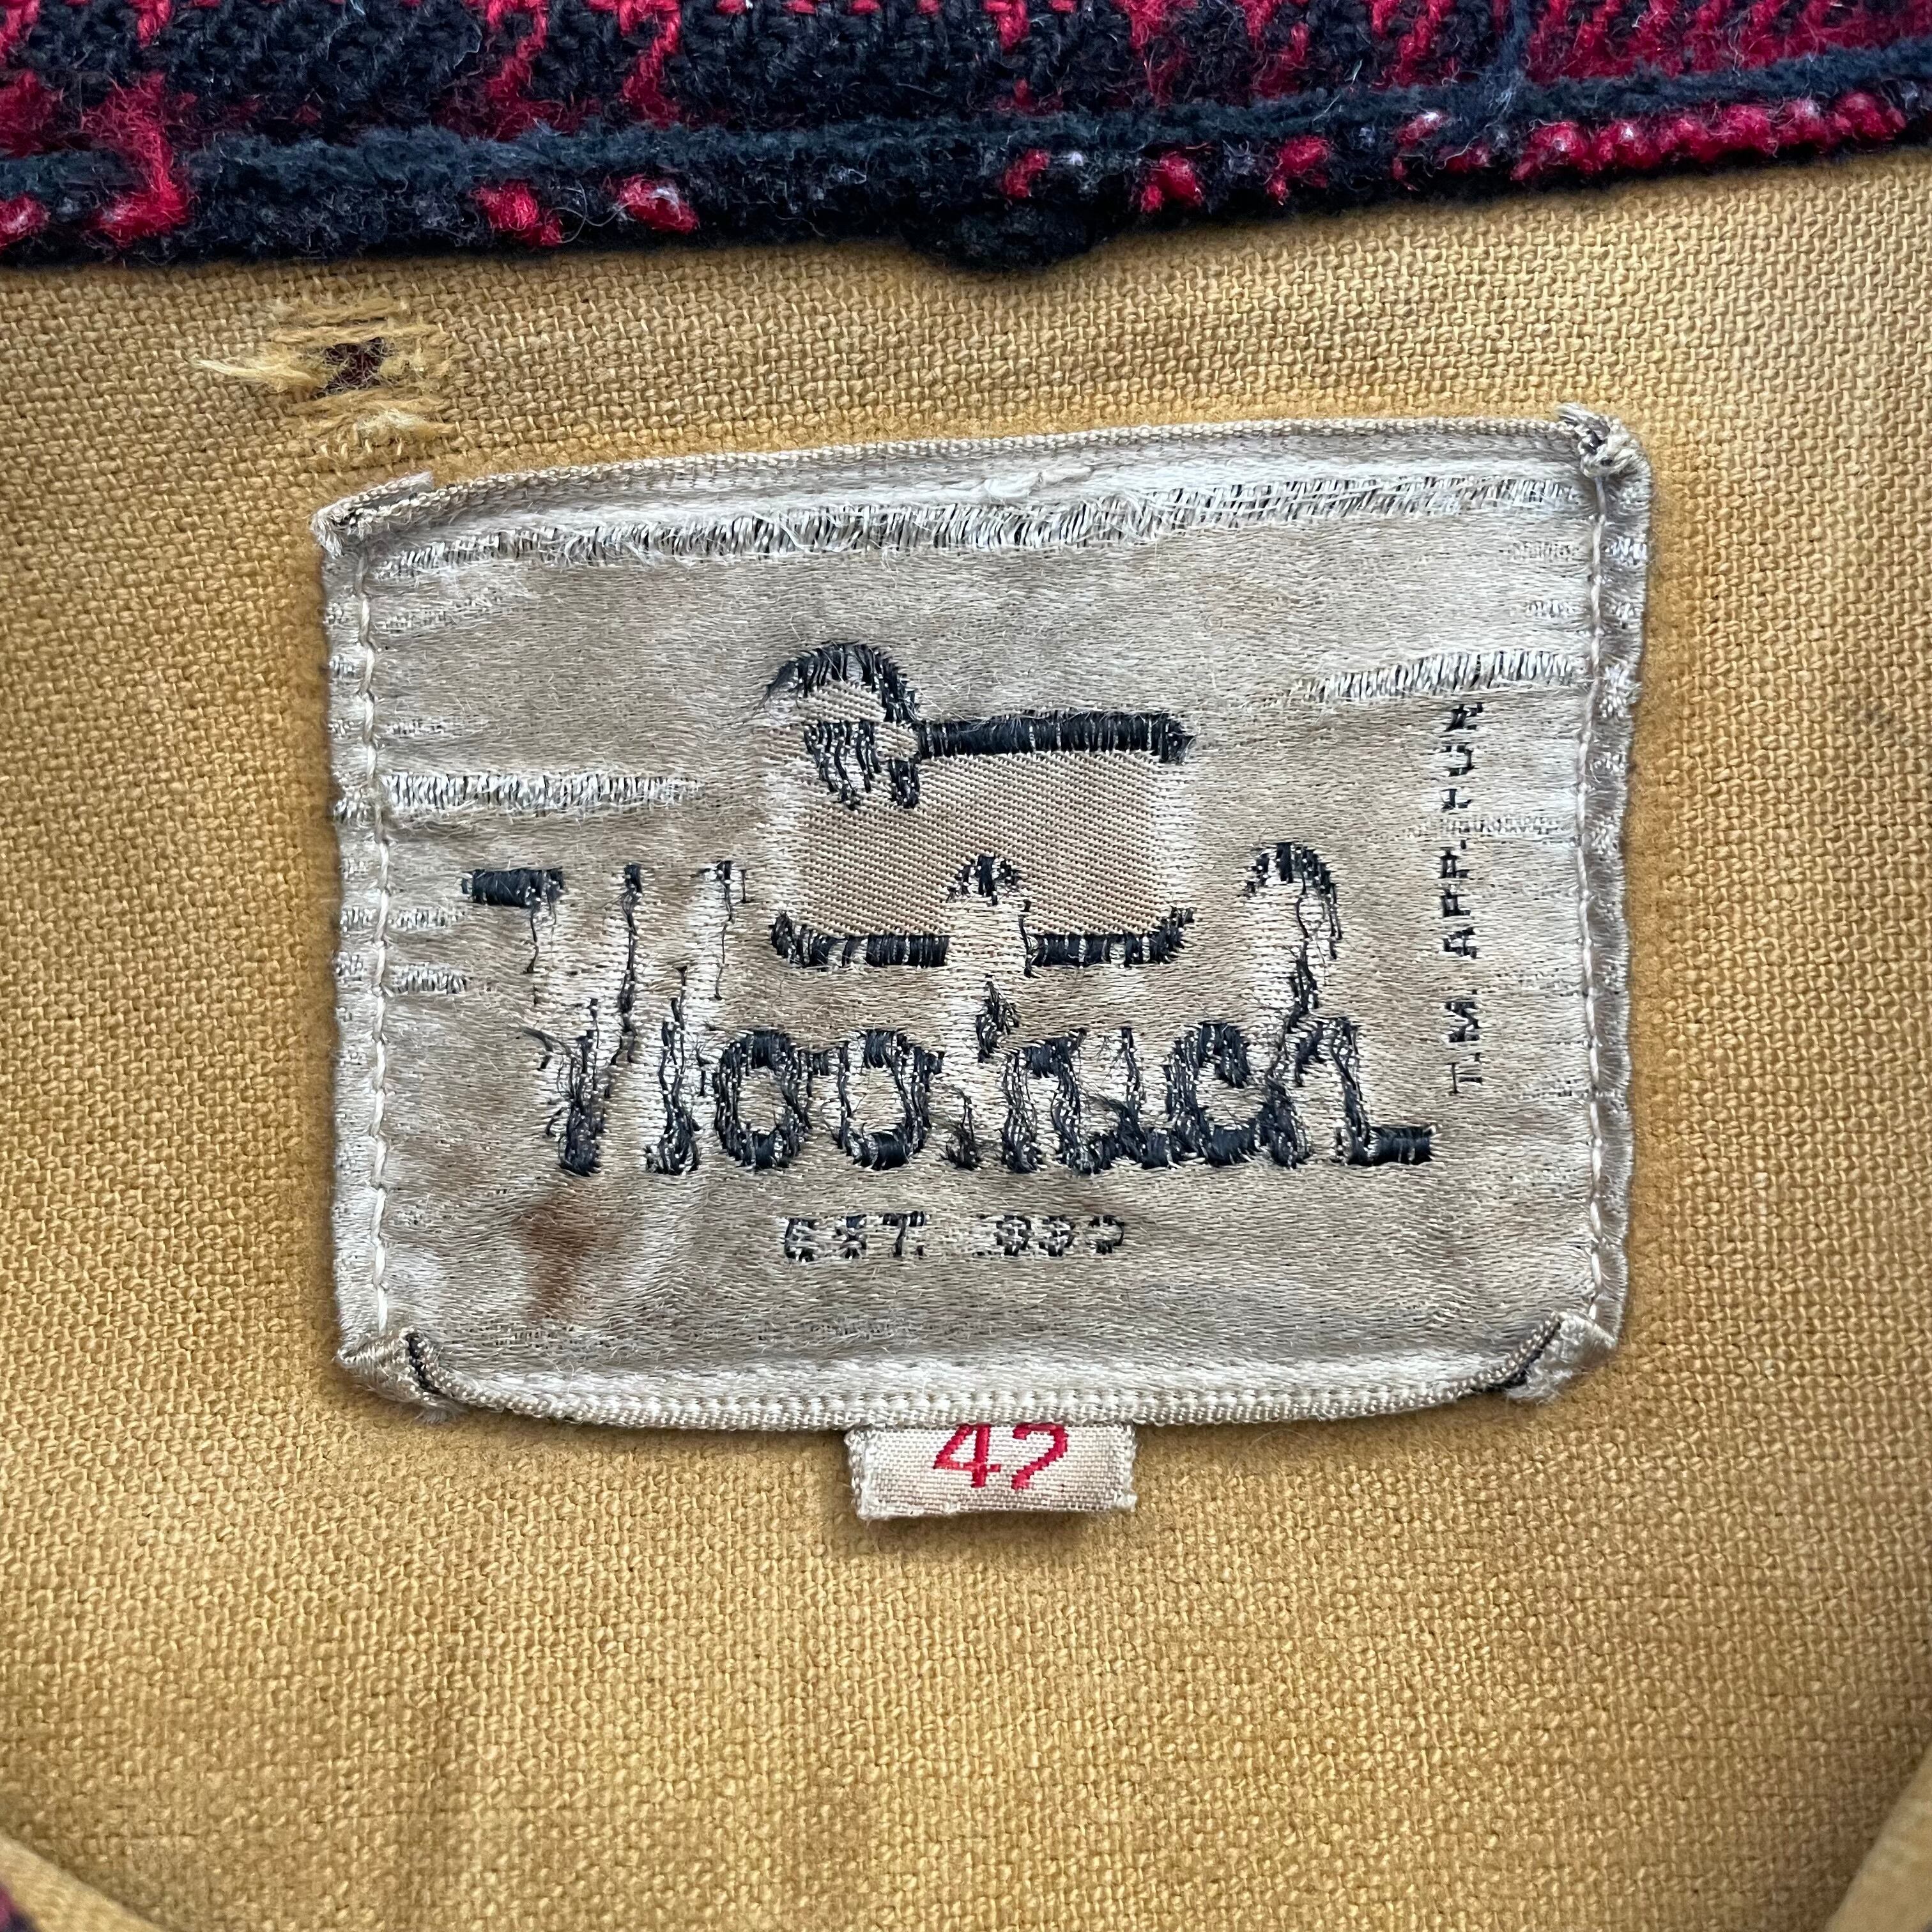 Woolrich
EST. 1830
T.M. APP. FOR
42